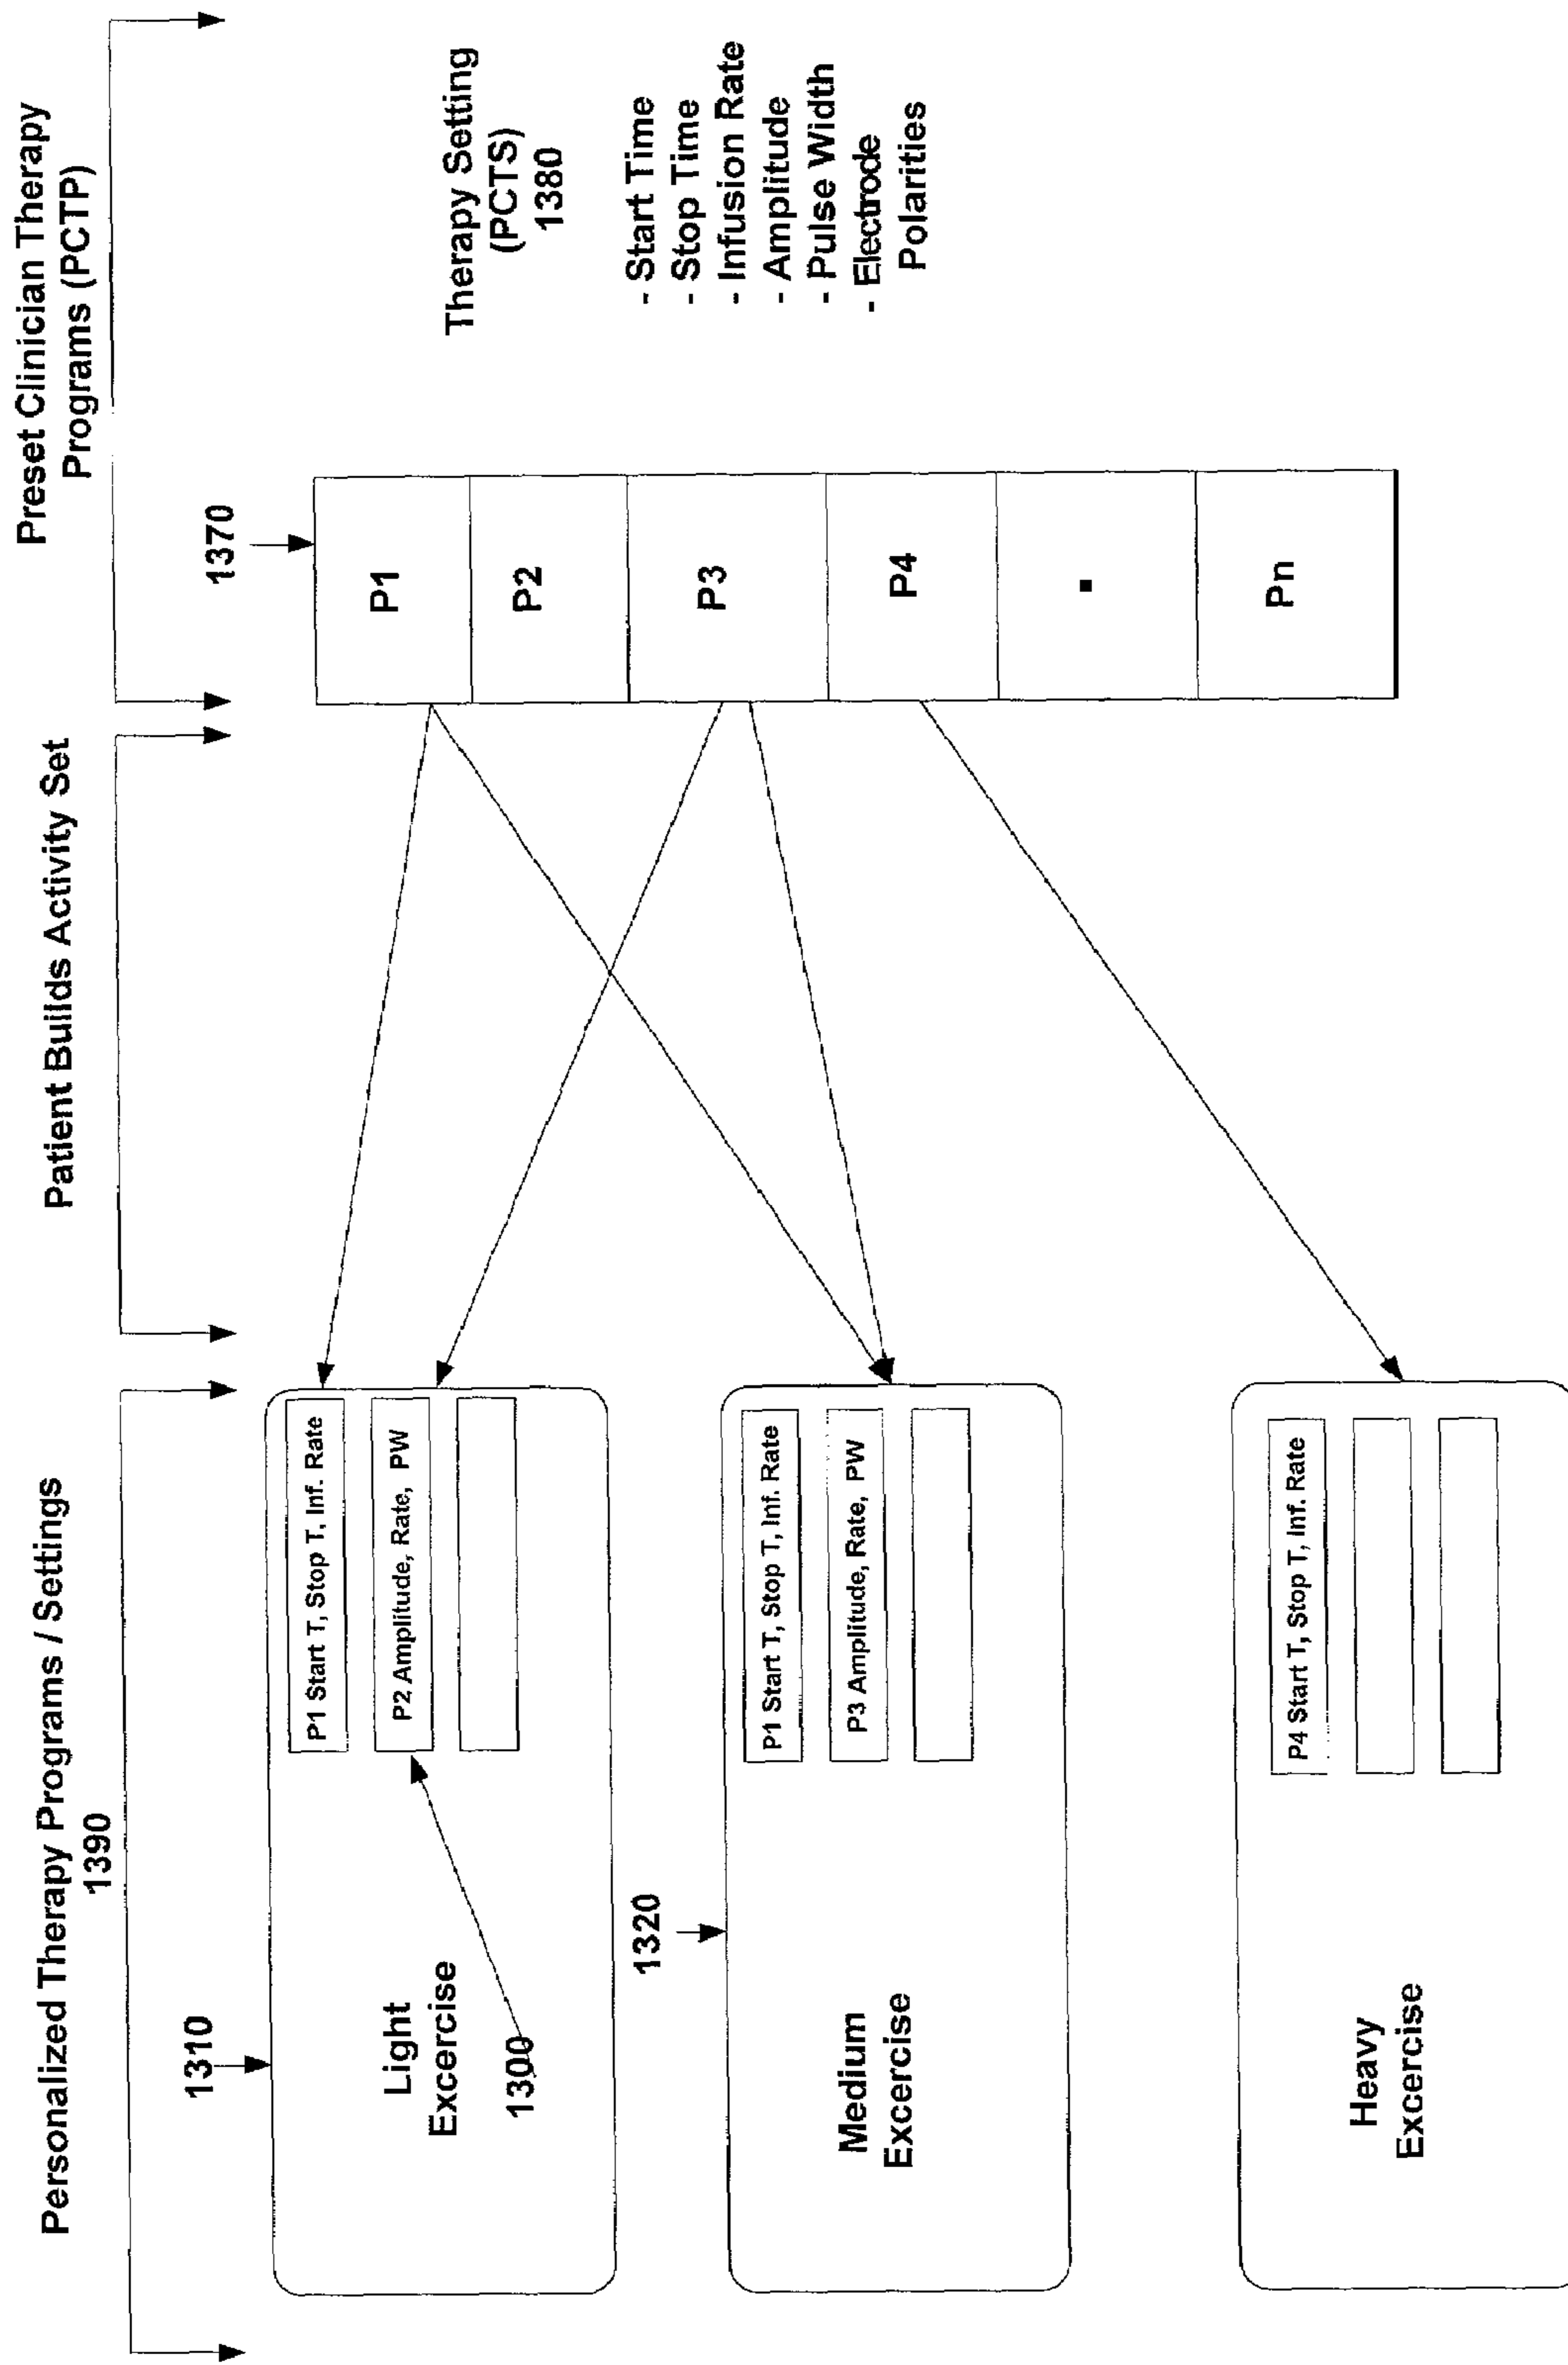 Personalized Therapy Programs / Settings
1390
Patient Builds Activity Set
Preset Clinician Therapy
Programs (PCTP)
1310
Light
Excercise
1300
P1 Start T, Stop T, Inf. Rate
P2 Amplitude, Rate, PW
1320
Medium
Excercise
P1 Start T, Stop T, Inf. Rate
P3 Amplitude, Rate, PW
Heavy
Excercise
P4 Start T, Stop T, Inf. Rate
1370
P1
P2
P3
P4
Pn
Therapy Setting
(PCTS)
1380
- Start Time
- Stop Time
- Infusion Rate
- Amplitude
- Pulse Width
- Electrode
Polarities